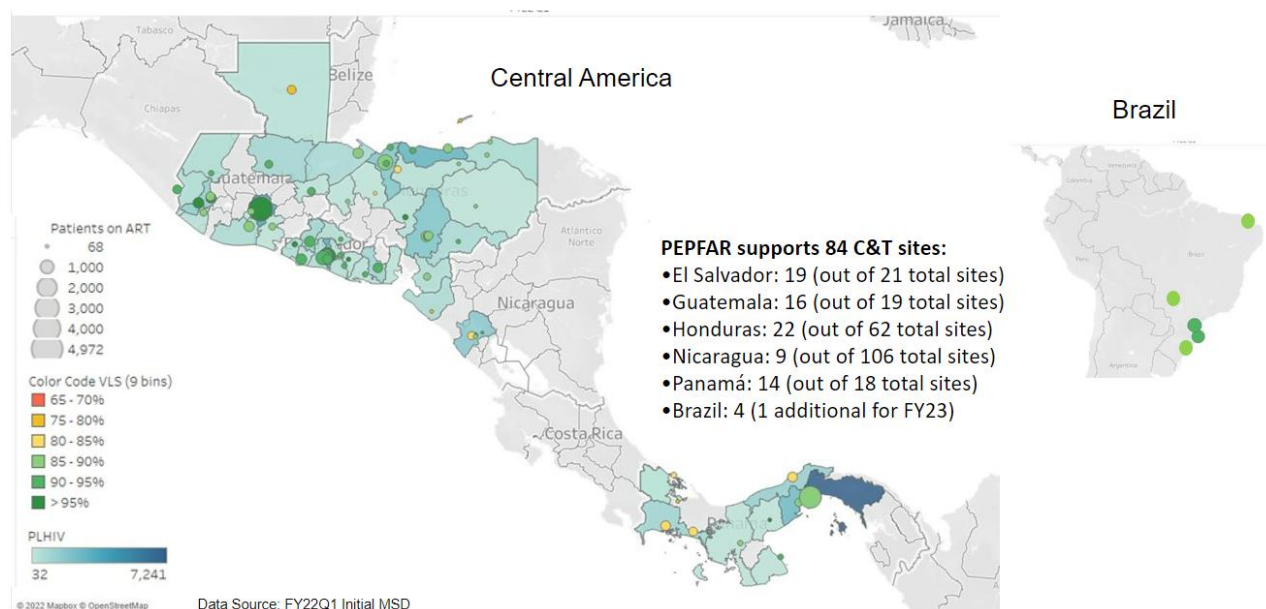 Jamaica
Tabasco
Belize
Central America
Brazil
Chiapas
Guatemala
Atlántico
Norte
Nicaragua
Costa Rica
Patients on ART
68
1,000
2,000
3,000
4,000
4,972
Color Code VLS (9 bins)
65 - 70%
75 - 80%
80 - 85%
85 - 90%
90 - 95%
>95%
PLHIV
32 7,241
PEPFAR supports 84 C&T sites:
•El Salvador: 19 (out of 21 total sites)
•Guatemala: 16 (out of 19 total sites)
•Honduras: 22 (out of 62 total sites)
•Nicaragua: 9 (out of 106 total sites)
•Panamá: 14 (out of 18 total sites)
•Brazil: 4 (1 additional for FY23)
Venezuela
Colombia
Peru
Brazil
Argentina
© 2022 Mapbox © OpenStreetMap
Data Source: FY22Q1 Initial MSD